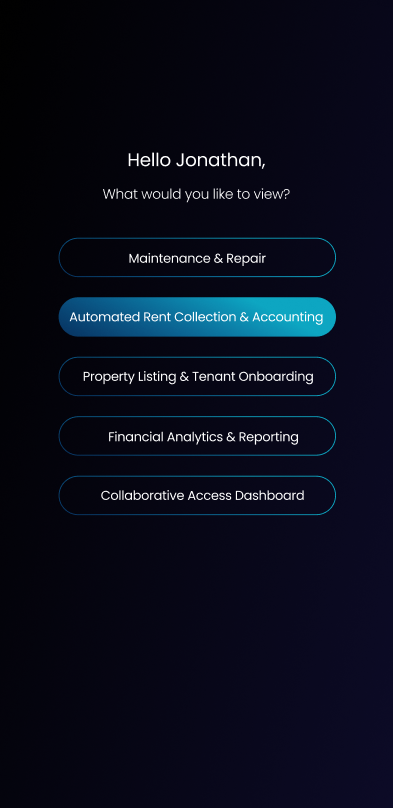 Hello Jonathan,
What would you like to view?
Maintenance & Repair
Automated Rent Collection & Accounting
Property Listing & Tenant Onboarding
Financial Analytics & Reporting
Collaborative Access Dashboard